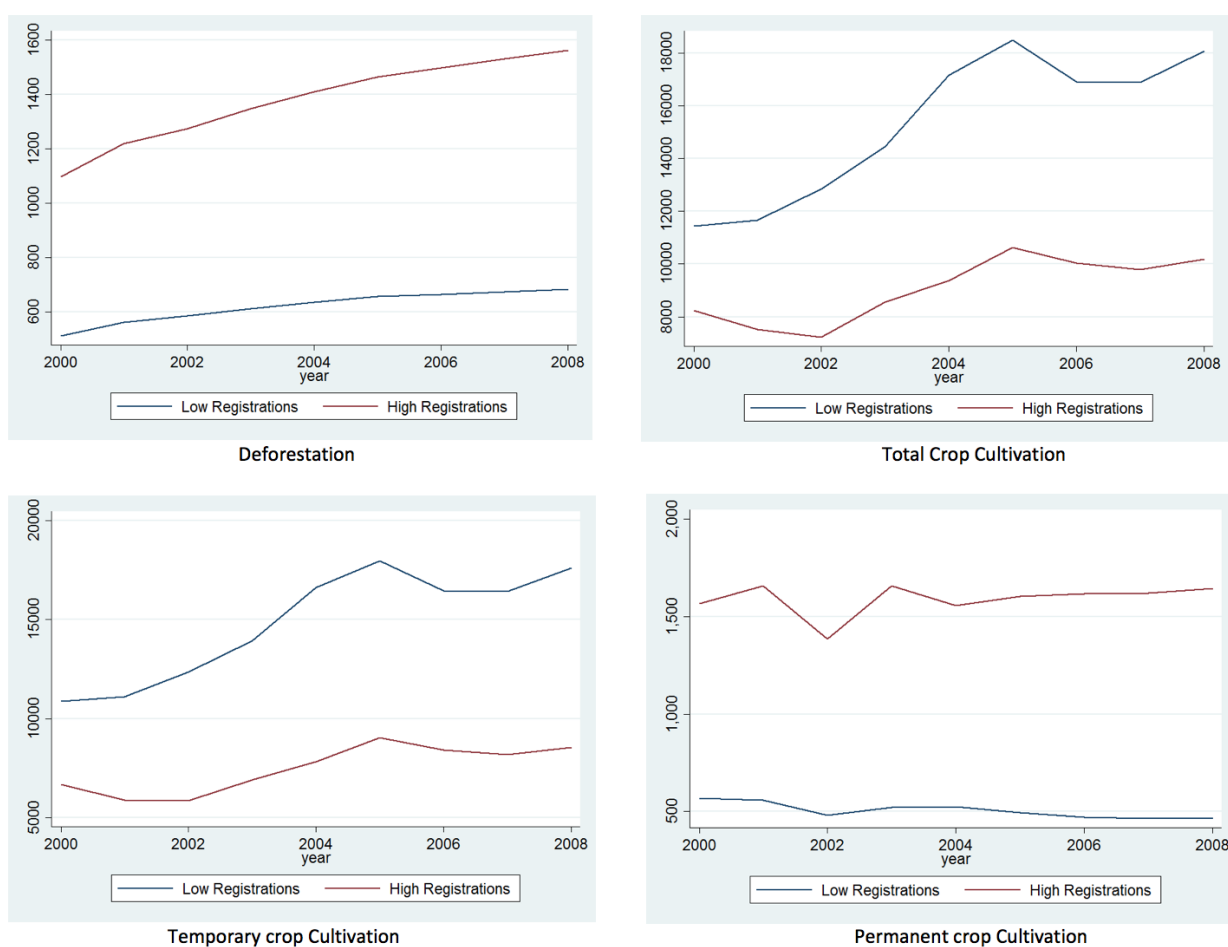 1600
1400
1200
1000
800
600
2000 2002 2004 2006 2008
year
Low Registrations High Registrations
Deforestation
18000
16000
14000
12000
10000
8000
2000 2002 2004 2006 2008
year
Low Registrations High Registrations
Total Crop Cultivation
20000
15000
10000
5000
2000 2002 2004 2006 2008
year
Low Registrations High Registrations
Temporary crop Cultivation
2,000
1,500
1,000
500
2000 2002 2004 2006 2008
year
Low Registrations High Registrations
Permanent crop Cultivation